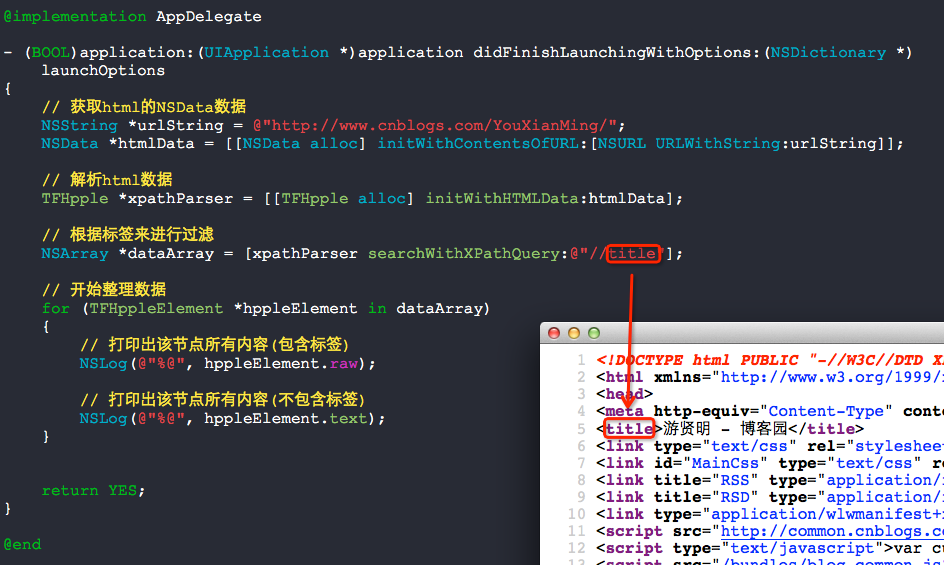 @implementation AppDelegate
- (BOOL)application:(UIApplication *)application didFinishLaunchingWithOptions:(NSDictionary *)
launchOptions
{
// 获取html的NSData数据
NSString *urlString = @"http://www.cnblogs.com/YouXianMing/";
NSData *htmlData = [[NSData alloc] initWithContentsOfURL:[NSURL URLWithString:urlString]];
// 解析html数据
TFHpple *xpathParser = [[TFHpple alloc] initWithHTMLData:htmlData];
// 根据标签来进行过滤
NSArray *dataArray = [xpathParser searchWithXPathQuery:@"//title"];
// 开始整理数据
for (TFHppleElement *hppleElement in dataArray)
{
// 打印出该节点所有内容(包含标签)
NSLog(@"%@", hppleElement.raw);
// 打印出该节点所有内容(不包含标签)
NSLog(@"%@", hppleElement.text);
}
return YES;
}
@end
1 <!DOCTYPE html PUBLIC "-//W3C//DTD X
2 <html xmlns="http://www.w3.org/1999/
3 <head>
4 <meta http-equiv="Content-Type" conte
5 <title>游贤明 - 博客园</title>
6 <link type="text/css" rel="styleshee
7 <link id="MainCss" type="text/css" re
8 <link title="RSS" type="application/
9 <link title="RSD" type="application/
10 <link type="application/wlwmanifest+
11 <script src="http://common.cnblogs.co
12 <script type="text/javascript">var cu
13 <script src="/bundles/blog-common.js